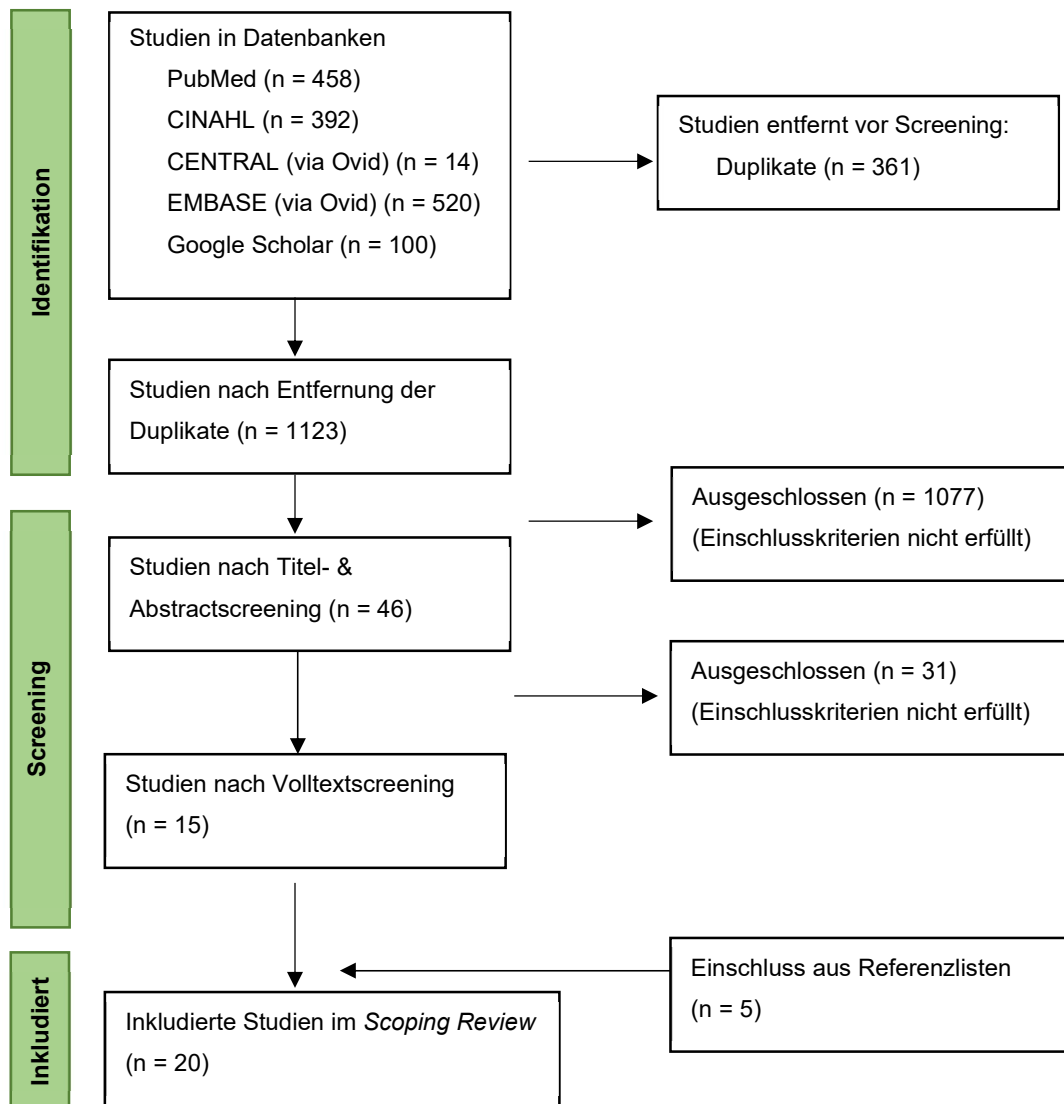 Identifikation
Studien in Datenbanken
PubMed (n = 458)
CINAHL (n = 392)
CENTRAL (via Ovid) (n = 14)
EMBASE (via Ovid) (n = 520)
Google Scholar (n = 100)
Studien entfernt vor Screening:
Duplikate (n = 361)
Studien nach Entfernung der
Duplikate (n = 1123)
Screening
Studien nach Titel- &
Abstractscreening (n = 46)
Ausgeschlossen (n = 1077)
(Einschlusskriterien nicht erfüllt)
Ausgeschlossen (n = 31)
(Einschlusskriterien nicht erfüllt)
Studien nach Volltextscreening
(n = 15)
Inkludiert
Einschluss aus Referenzlisten
(n = 5)
Inkludierte Studien im Scoping Review
(n = 20)